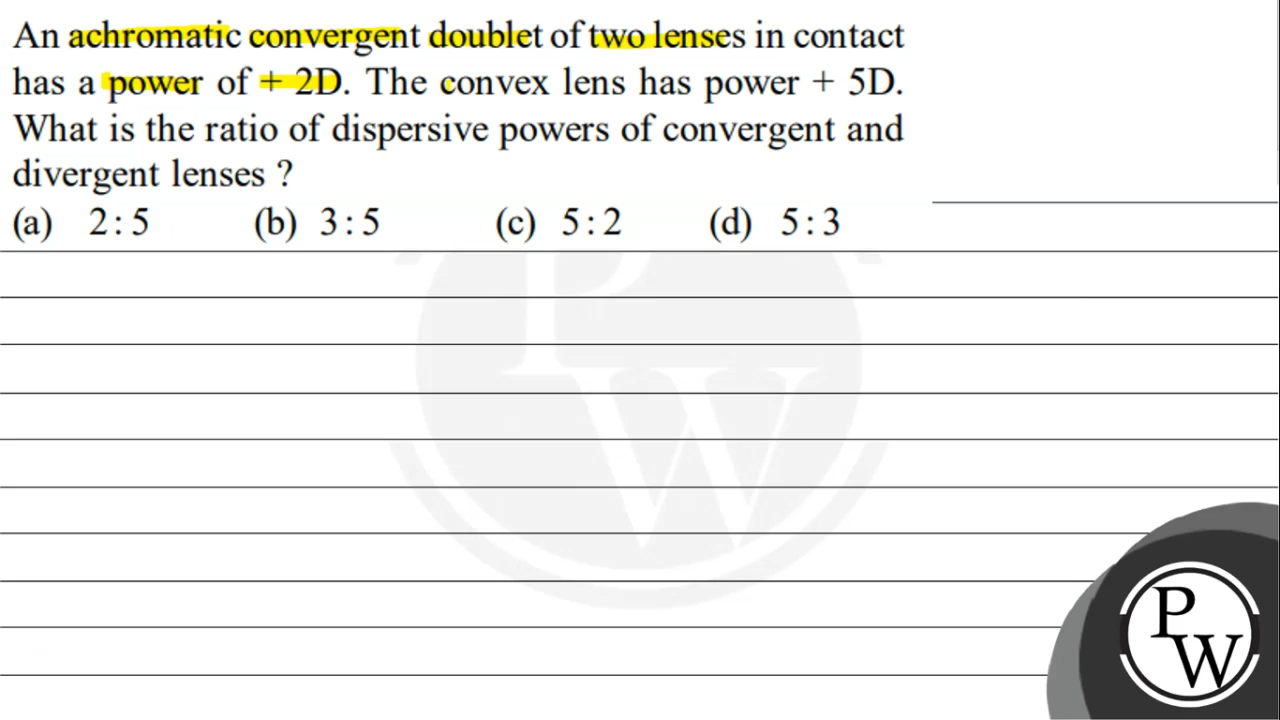 An achromatic convergent doublet of two lenses in contact
has a power of + 2D. The convex lens has power + 5D.
What is the ratio of dispersive powers of convergent and
divergent lenses ?
(a) 2 : 5 (b) 3 : 5 (c) 5 : 2 (d) 5 : 3
P
W
P
W